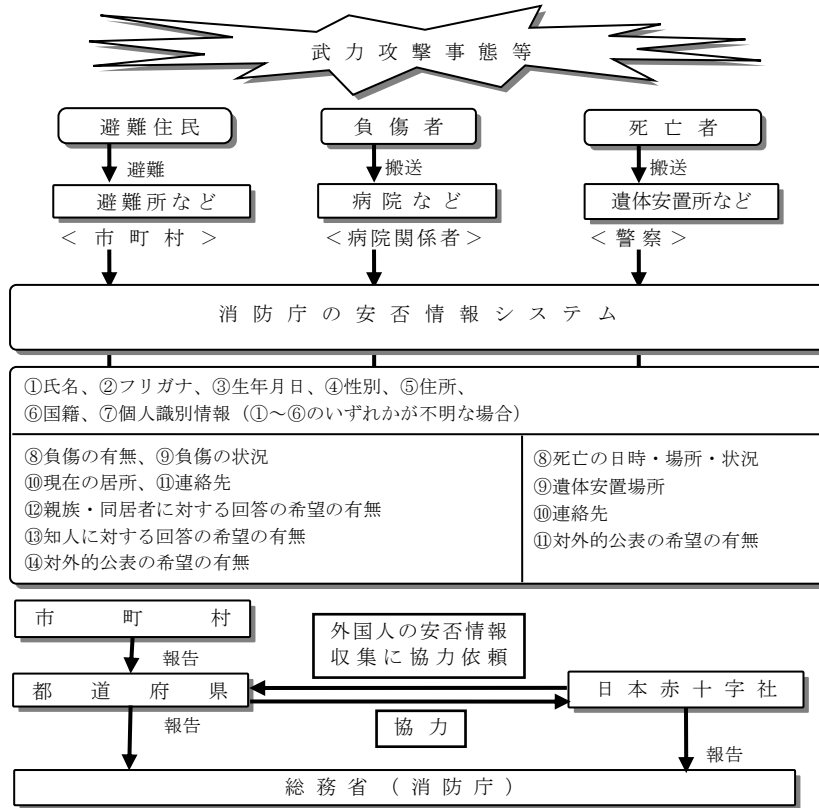 武力攻撃事態等
避難住民
負傷者
死亡者
避難
搬送
搬送
避難所など
病院など
遺体安置所など
＜市町村＞
＜病院関係者＞
＜警察＞
消防庁の安否情報システム
①氏名、②フリガナ、③生年月日、④性別、⑤住所、
⑥国籍、⑦個人識別情報（①～⑥のいずれかが不明な場合）
⑧負傷の有無、⑨負傷の状況
⑩現在の居所、⑪連絡先
⑫親族・同居者に対する回答の希望の有無
⑬知人に対する回答の希望の有無
⑭対外的公表の希望の有無
⑧死亡の日時・場所・状況
⑨遺体安置場所
⑩連絡先
⑪対外的公表の希望の有無
市町村
報告
外国人の安否情報
収集に協力依頼
都道府県
日本赤十字社
報告
協力
報告
総務省（消防庁）